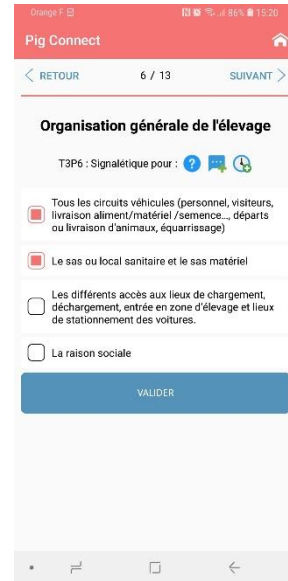 Orange F 86% 15:20
Pig Connect
RETOUR 6 / 13 SUIVANT
Organisation générale de l'élevage
T3P6 : Signalétique pour :
Tous les circuits véhicules (personnel, visiteurs,
livraison aliment/matériel /semence..., départs
ou livraison d'animaux, équarrissage)
Le sas ou local sanitaire et le sas matériel
Les différents accès aux lieux de chargement,
déchargement, entrée en zone d'élevage et lieux
de stationnement des voitures.
La raison sociale
VALIDER